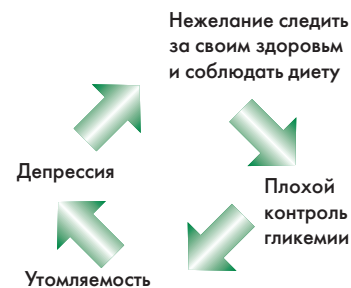 Нежелание следить
за своим здоровьм
и соблюдать диету
Депрессия
Плохой
контроль
гликемии
Утомляемость